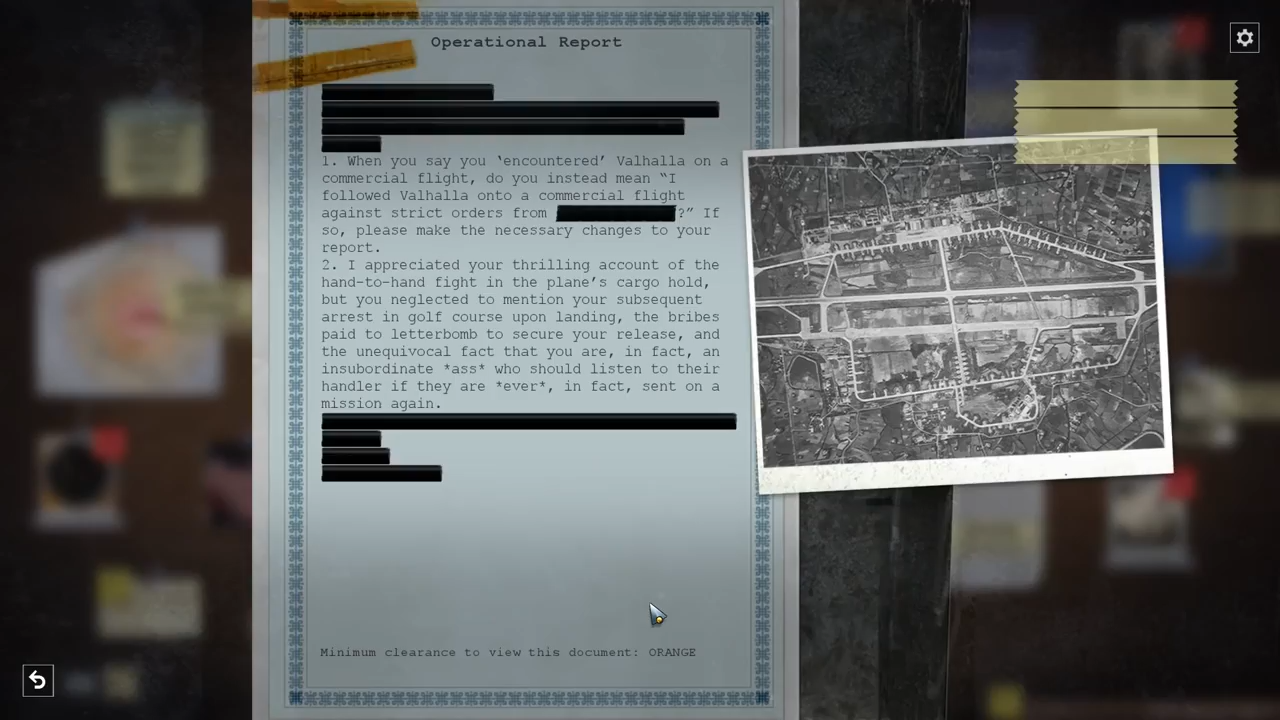 Operational Report
1. When you say you ‘encountered’ Valhalla on a
commercial flight, do you instead mean “I
followed Valhalla onto a commercial flight
against strict orders from ?” If
so, please make the necessary changes to your
report.
2. I appreciated your thrilling account of the
hand-to-hand fight in the plane’s cargo hold,
but you neglected to mention your subsequent
arrest in golf course upon landing, the bribes
paid to letterbomb to secure your release, and
the unequivocal fact that you are, in fact, an
insubordinate *ass* who should listen to their
handler if they are *ever*, in fact, sent on a
mission again.
Minimum clearance to view this document: ORANGE